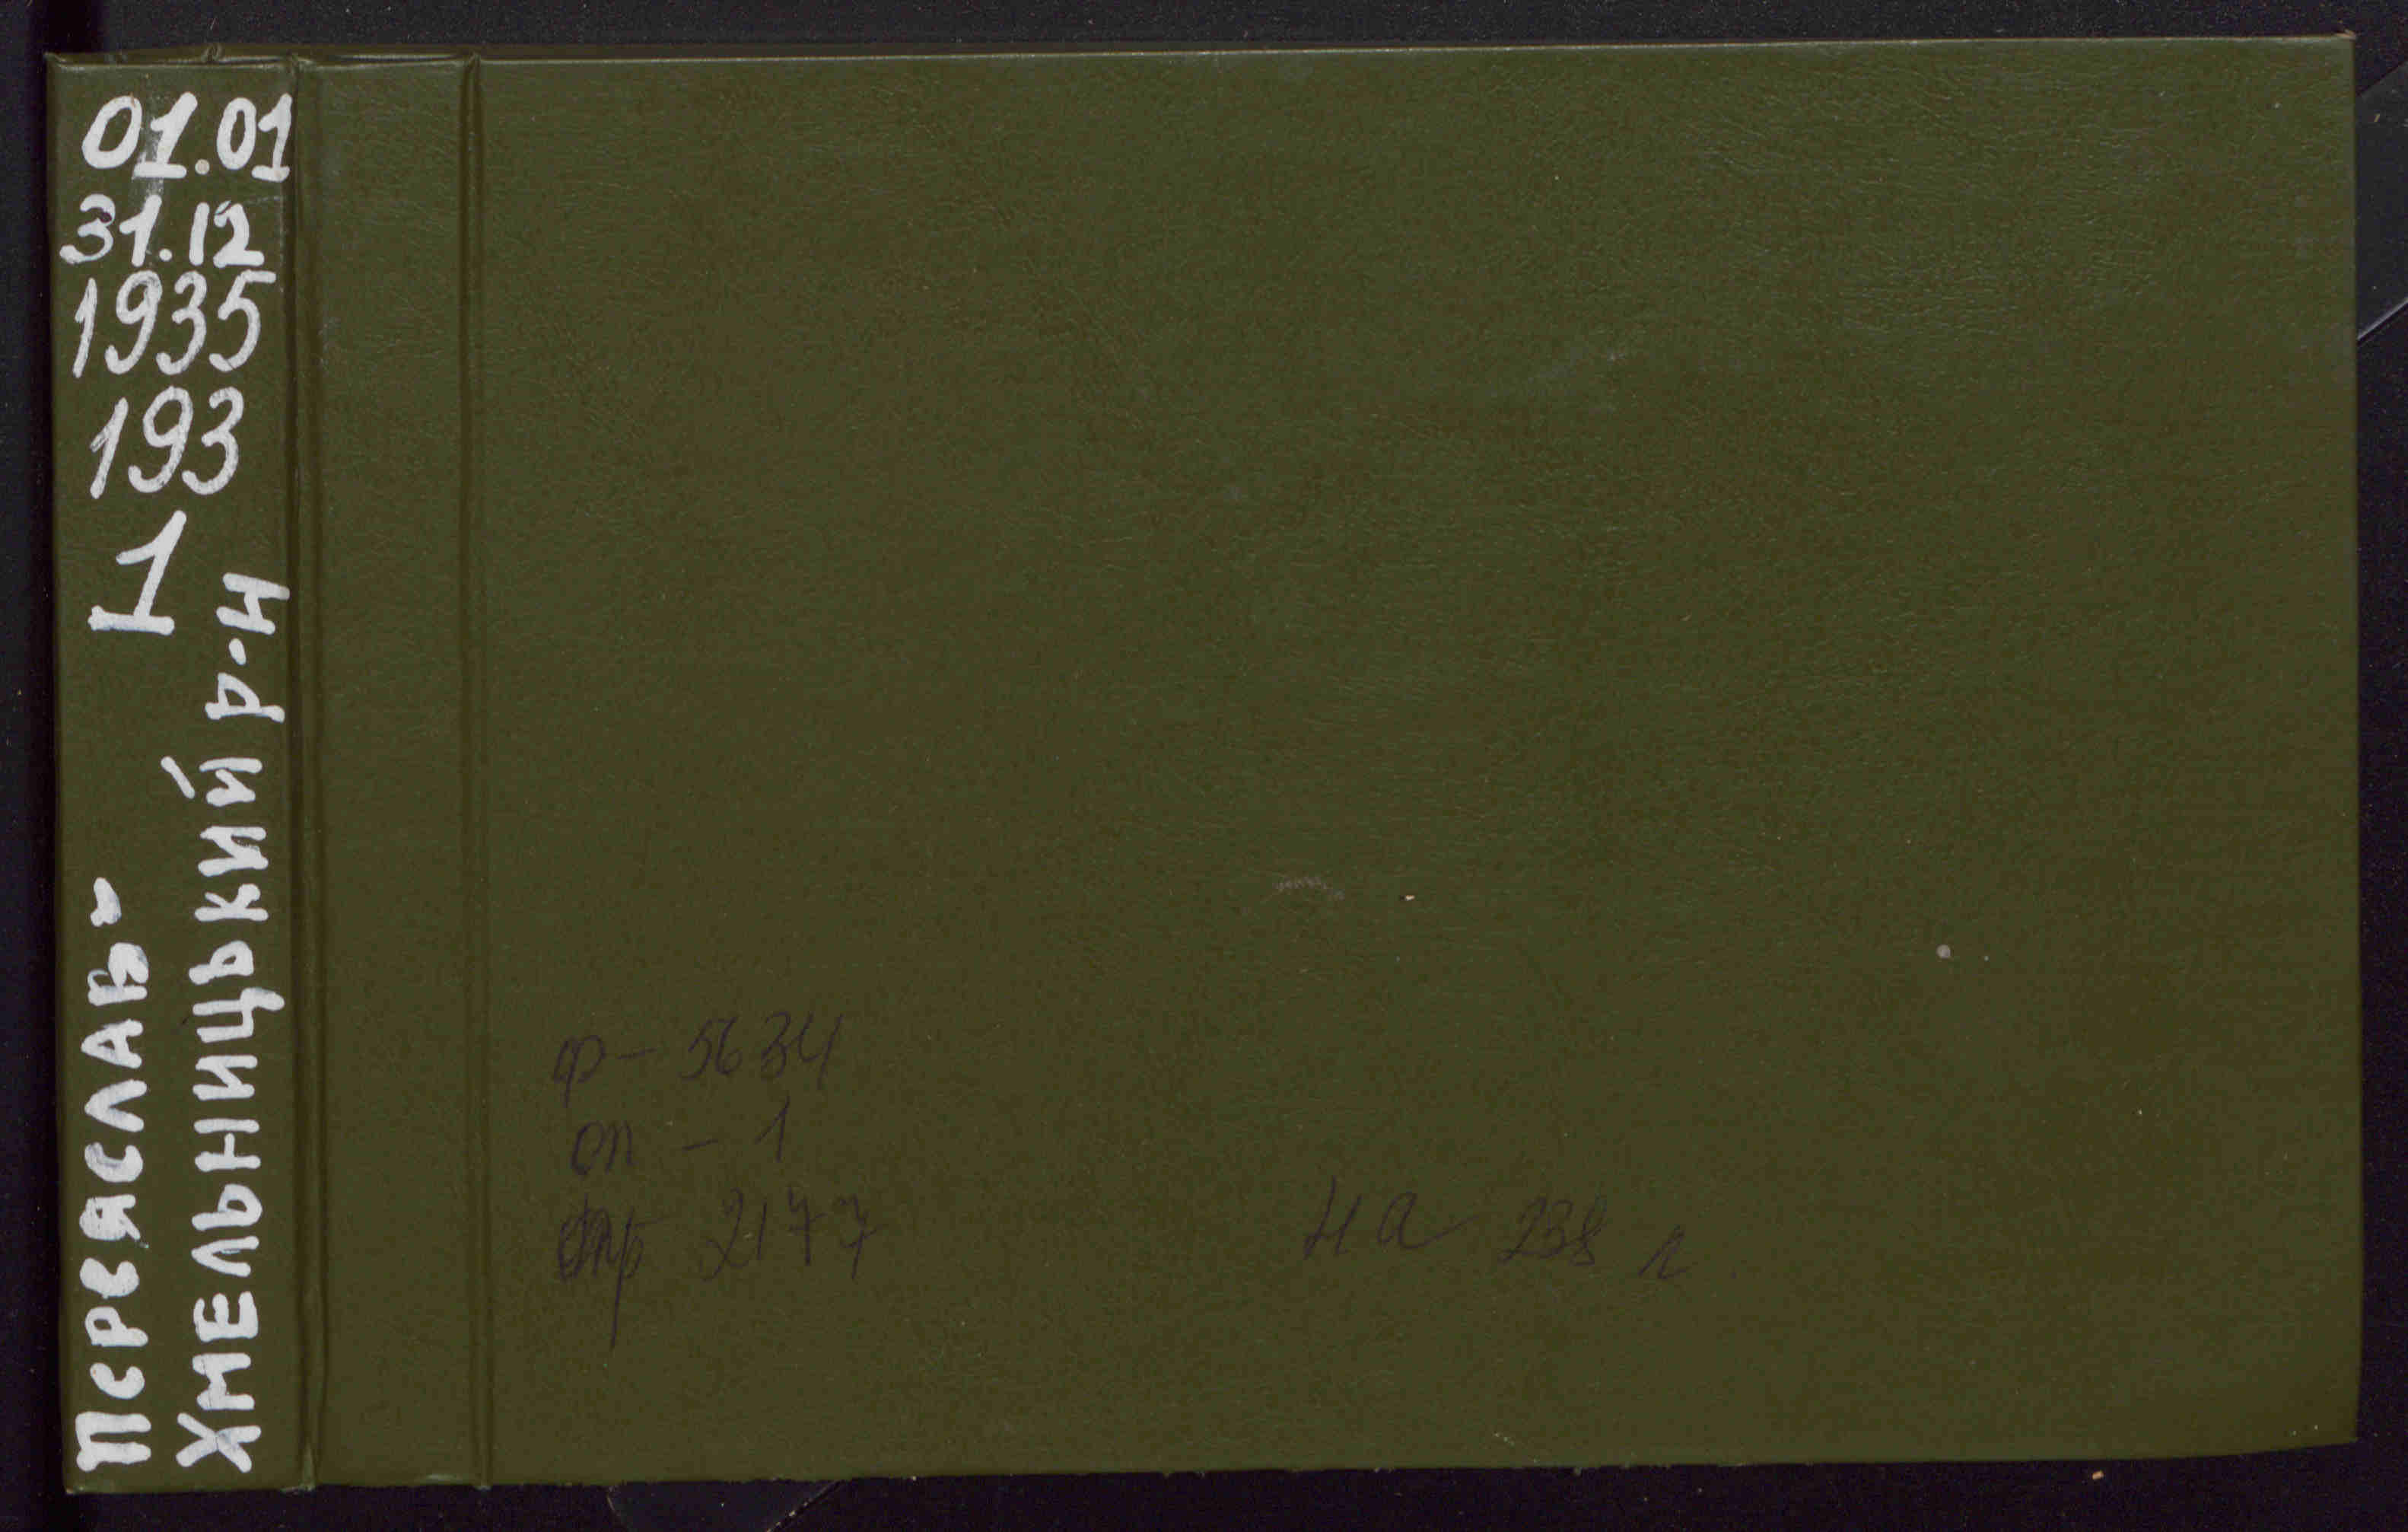 01.01
31.12
1935
193
1
Переяслав-
Хмельницький р-н
ф- 5634
оп - 1
спр 2177
на 238 л